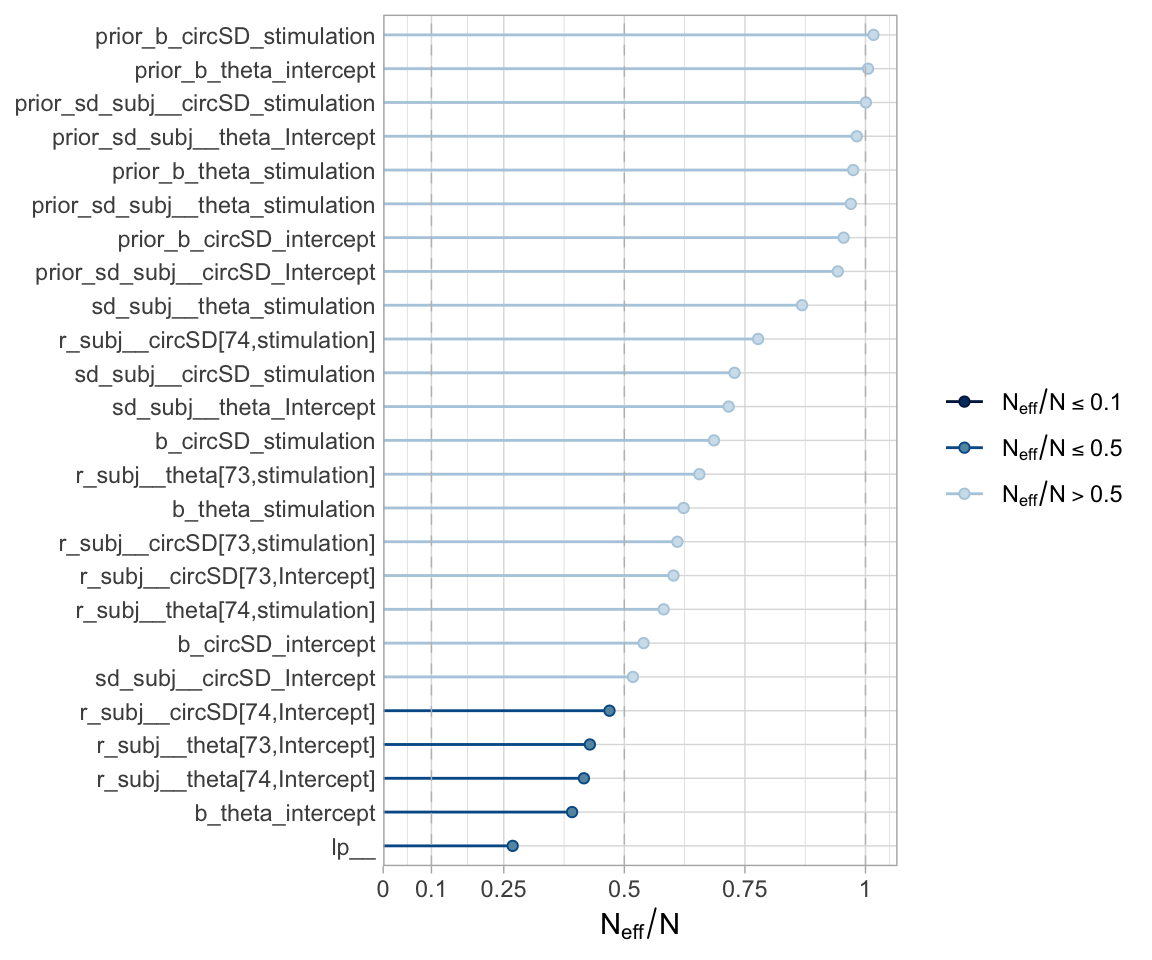 prior_b_circSD_stimulation
prior_b_theta_intercept
prior_sd_subj__circSD_stimulation
prior_sd_subj__theta_Intercept
prior_b_theta_stimulation
prior_sd_subj__theta_stimulation
prior_b_circSD_intercept
prior_sd_subj__circSD_Intercept
sd_subj__theta_stimulation
r_subj__circSD[74,stimulation]
sd_subj__circSD_stimulation
sd_subj__theta_Intercept
b_circSD_stimulation
r_subj__theta[73,stimulation]
b_theta_stimulation
r_subj__circSD[73,stimulation]
r_subj__circSD[73,Intercept]
r_subj__theta[74,stimulation]
b_circSD_intercept
sd_subj__circSD_Intercept
r_subj__circSD[74,Intercept]
r_subj__theta[73,Intercept]
r_subj__theta[74,Intercept]
b_theta_intercept
lp__
0 0.1 0.25 0.5 0.75 1
Neff/N
Neff/N ≤ 0.1
Neff/N ≤ 0.5
Neff/N > 0.5